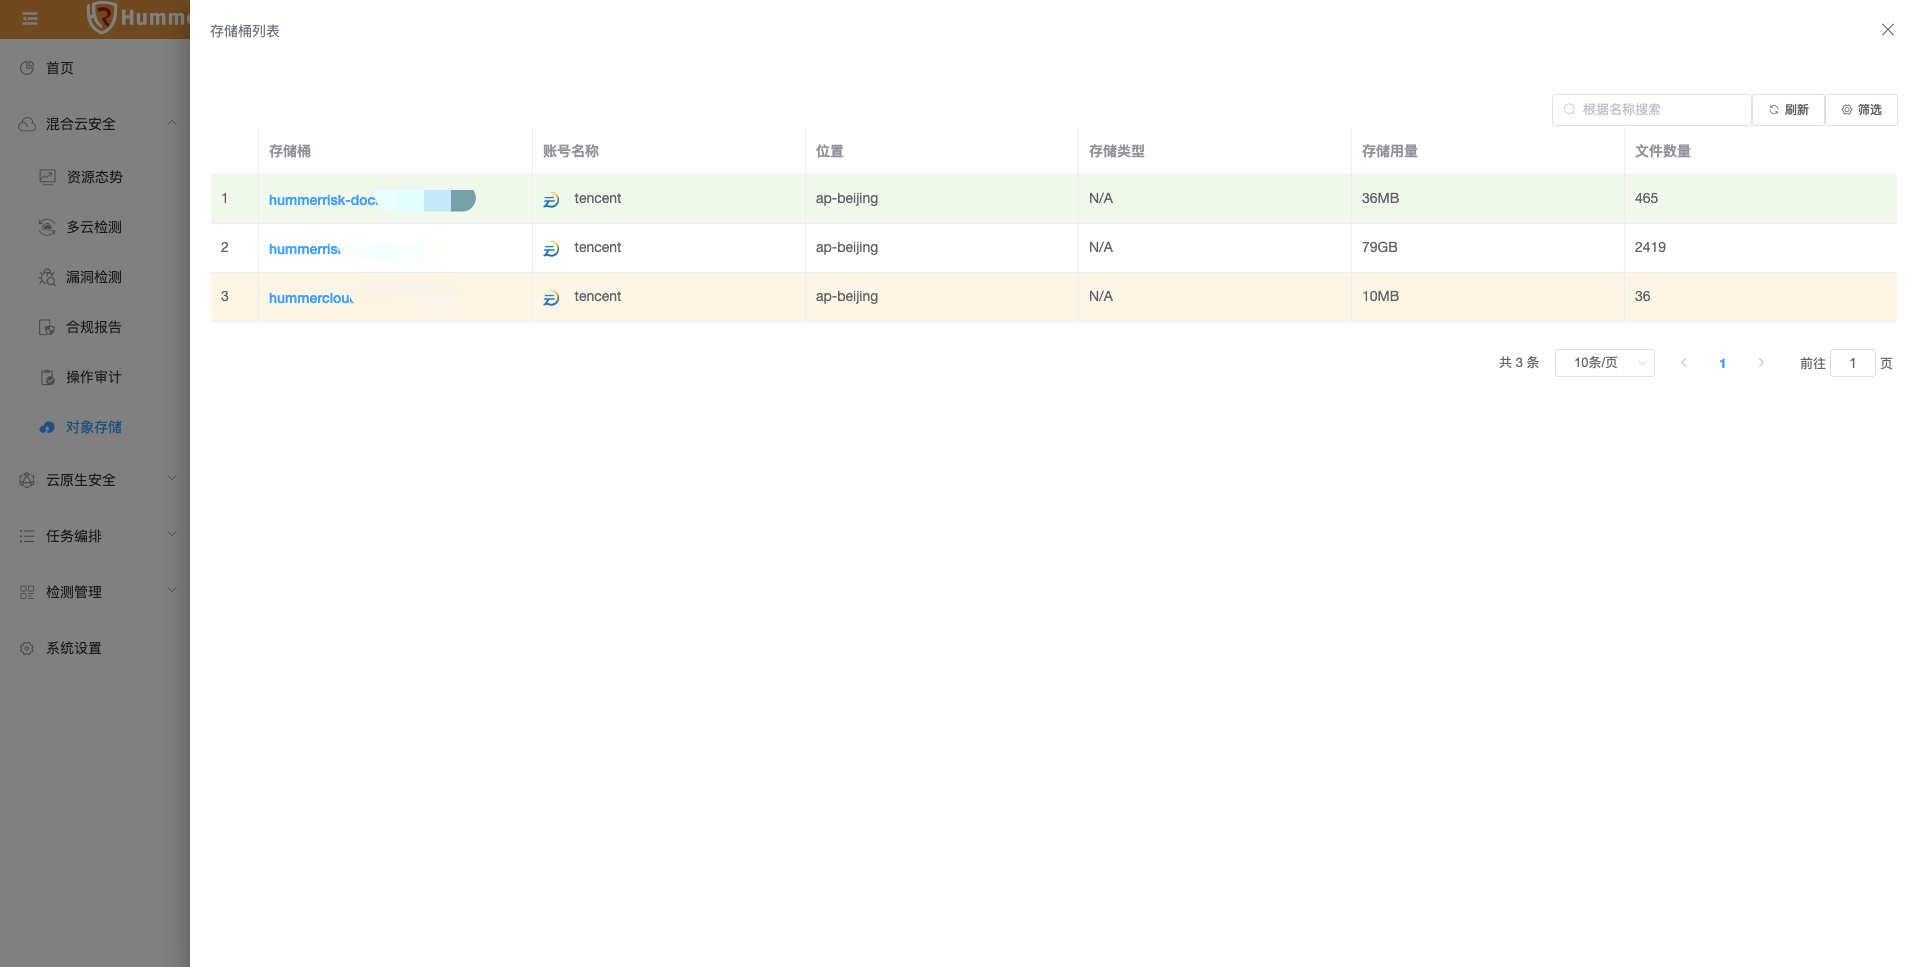 Humme
存储桶列表
首页
混合云安全
资源态势
多云检测
漏洞检测
合规报告
操作审计
对象存储
云原生安全
任务编排
检测管理
系统设置
根据名称搜索 刷新 筛选
存储桶 账号名称 位置 存储类型 存储用量 文件数量
1 hummerrisk-doc tencent ap-beijing N/A 36MB 465
2 hummerris tencent ap-beijing N/A 79GB 2419
3 hummerclou tencent ap-beijing N/A 10MB 36
共 3 条 10条/页 1 前往 1 页